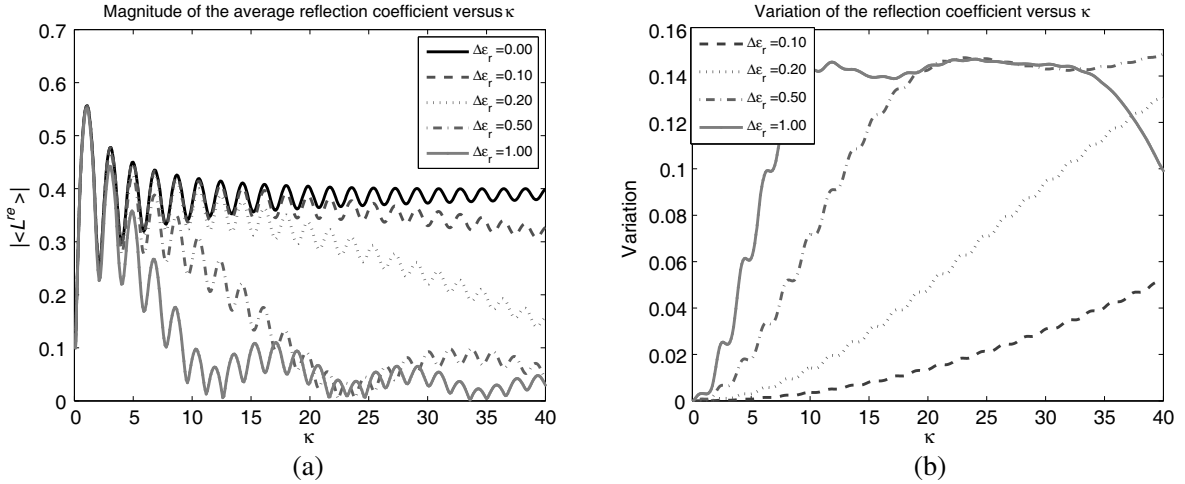 Magnitude of the average reflection coefficient versus κ
0.7
0.6
0.5
0.4
0.3
0.2
0.1
0
|<L^re>|
Δε_r =0.00
Δε_r =0.10
Δε_r =0.20
Δε_r =0.50
Δε_r =1.00
0 5 10 15 20 25 30 35 40
κ
(a)
Variation of the reflection coefficient versus κ
0.16
0.14
0.12
0.1
0.08
0.06
0.04
0.02
0
Variation
Δε_r =0.10
Δε_r =0.20
Δε_r =0.50
Δε_r =1.00
0 5 10 15 20 25 30 35 40
κ
(b)